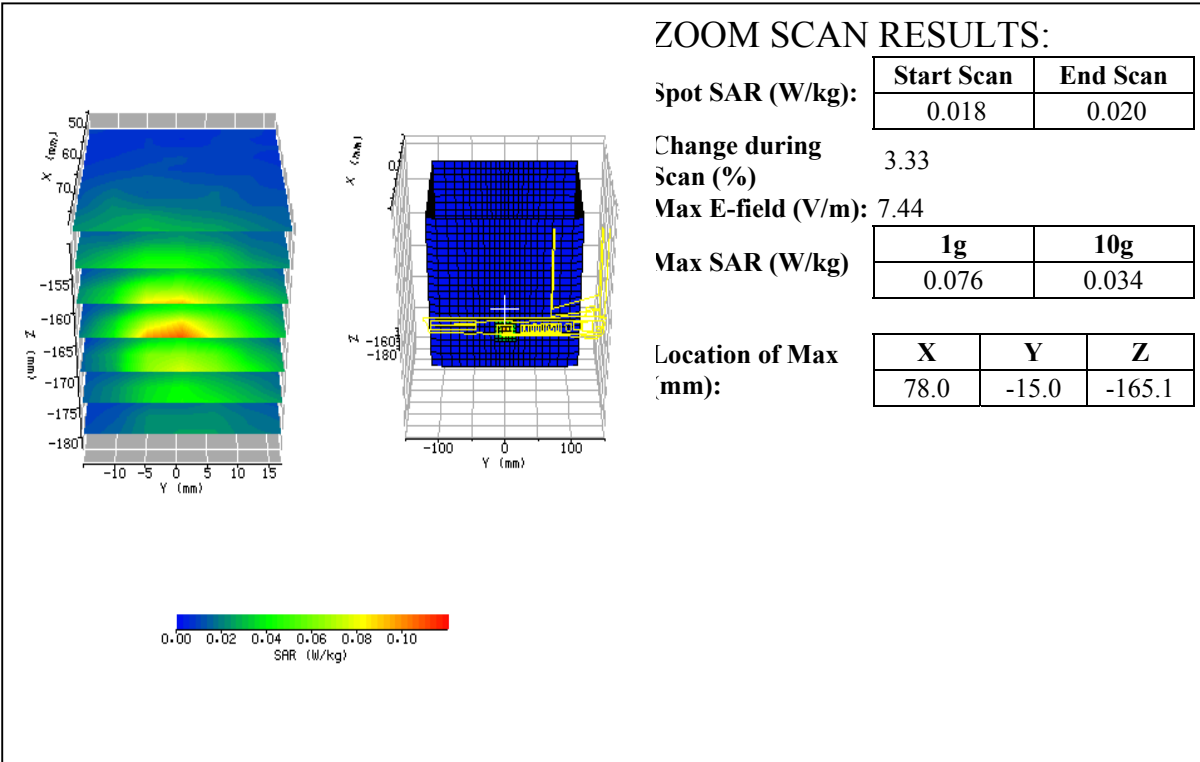 ZOOM SCAN RESULTS:
Spot SAR (W/kg):
Start Scan End Scan
0.018 0.020
Change during
Scan (%)
3.33
Max E-field (V/m): 7.44
Max SAR (W/kg)
1g 10g
0.076 0.034
Location of Max
(mm):
X Y Z
78.0 -15.0 -165.1
50
60
70
X (mm)
-155
-160
-165
-170
-175
-180
Z (mm)
-10 -5 0 5 10 15
Y (mm)
X (mm)
0
Z
-160
-180
-100 0 100
Y (mm)
0.00 0.02 0.04 0.06 0.08 0.10
SAR (W/kg)